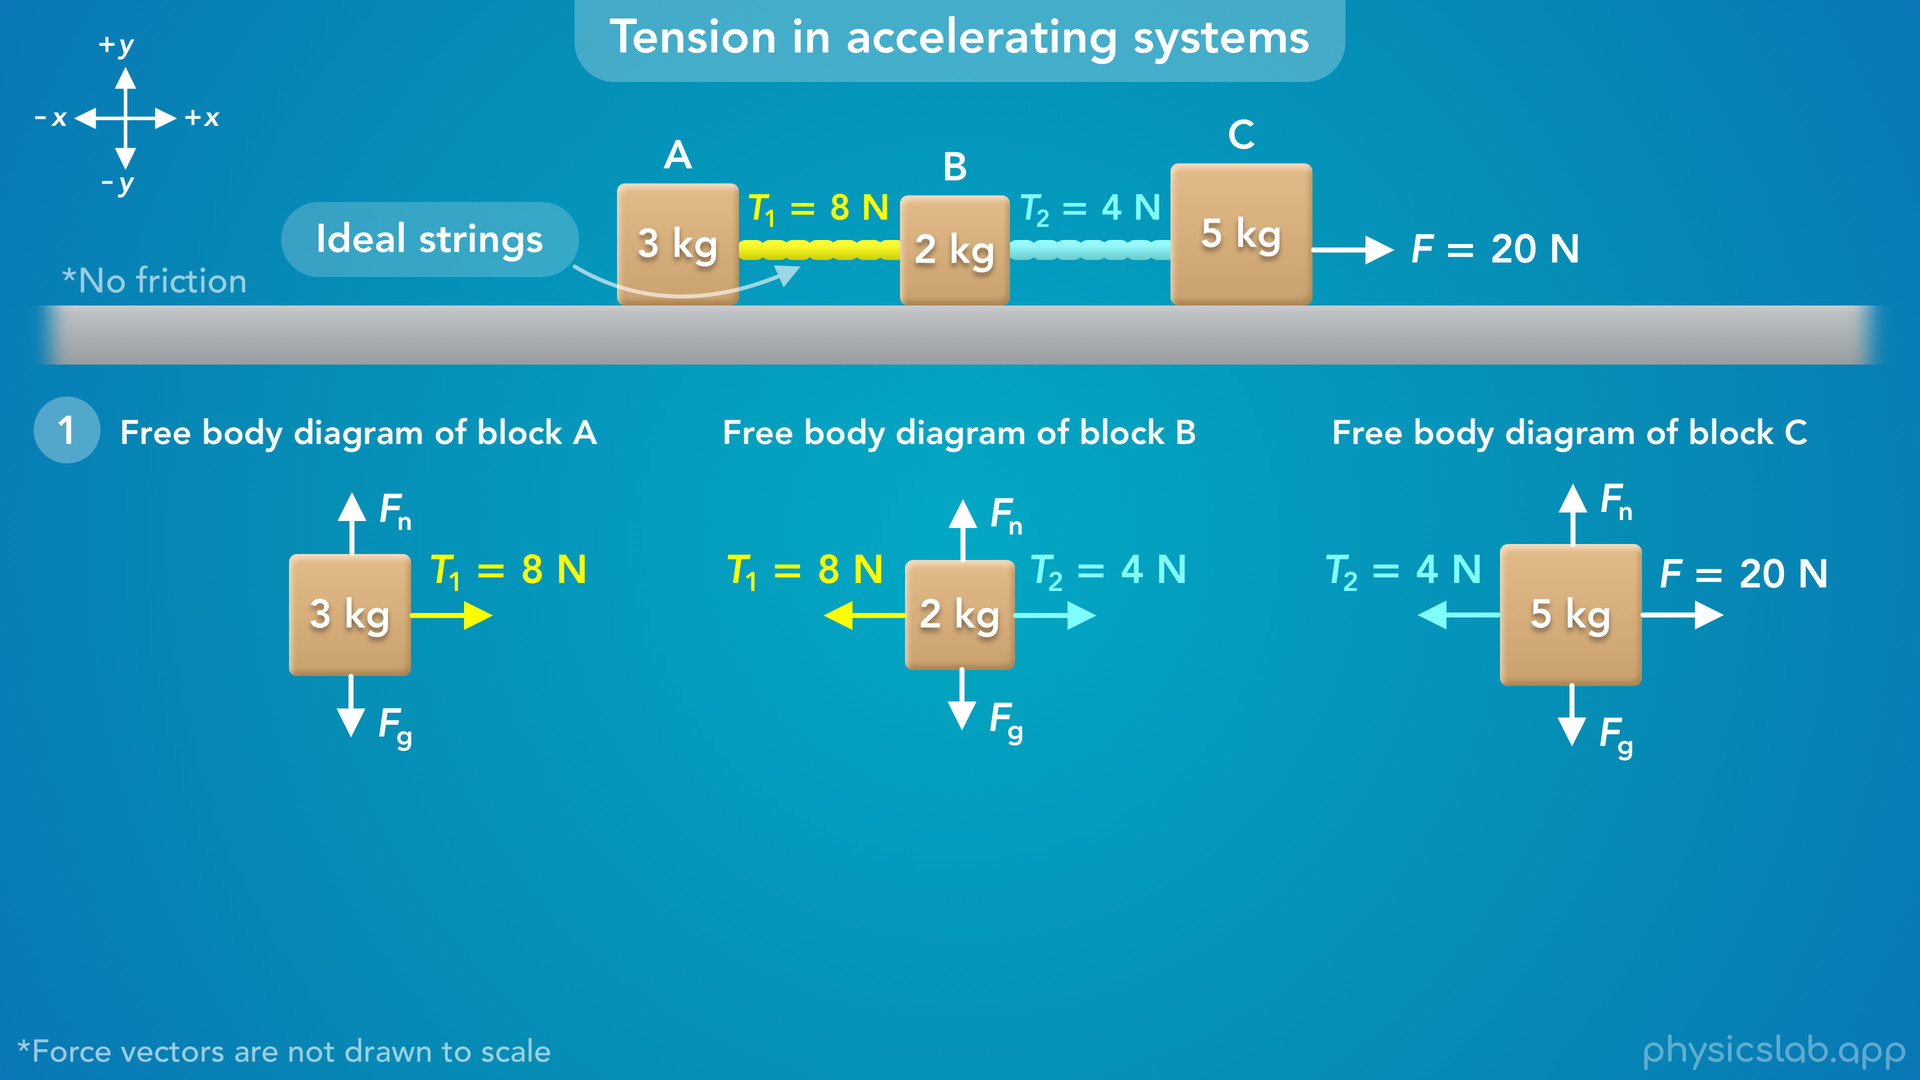 Tension in accelerating systems
+y
-x
+x
-y
A
B
C
T1 = 8 N
T2 = 4 N
Ideal strings
3 kg
2 kg
5 kg
F = 20 N
*No friction
1
Free body diagram of block A
Free body diagram of block B
Free body diagram of block C
Fn
T1 = 8 N
3 kg
Fg
Fn
T1 = 8 N
T2 = 4 N
2 kg
Fg
Fn
T2 = 4 N
F = 20 N
5 kg
Fg
*Force vectors are not drawn to scale
physicslab.app